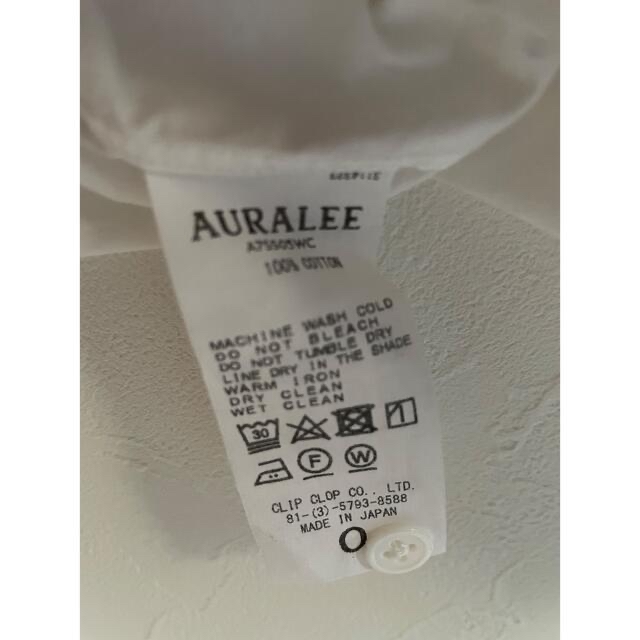 AURALEE
A7SS05WC
100% COTTON
MACHINE WASH COLD
DO NOT BLEACH
DO NOT TUMBLE DRY
LINE DRY IN THE SHADE
WARM IRON
DRY CLEAN
WET CLEAN
30
F W
CLIP CLOP CO., LTD.
81-(3)-5793-8588
MADE IN JAPAN
0